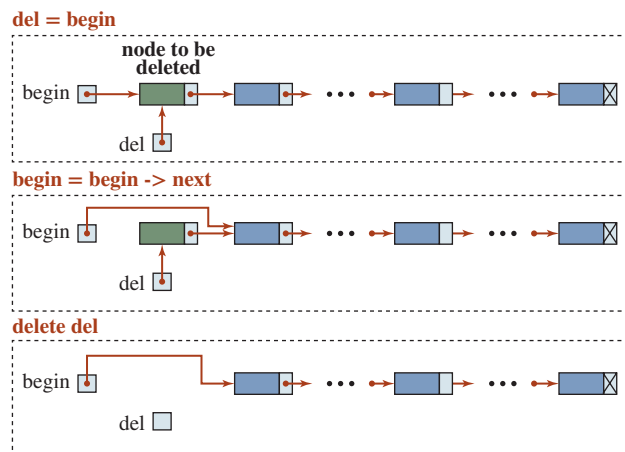 del = begin
node to be
deleted
begin
del
begin = begin -> next
begin
del
delete del
begin
del